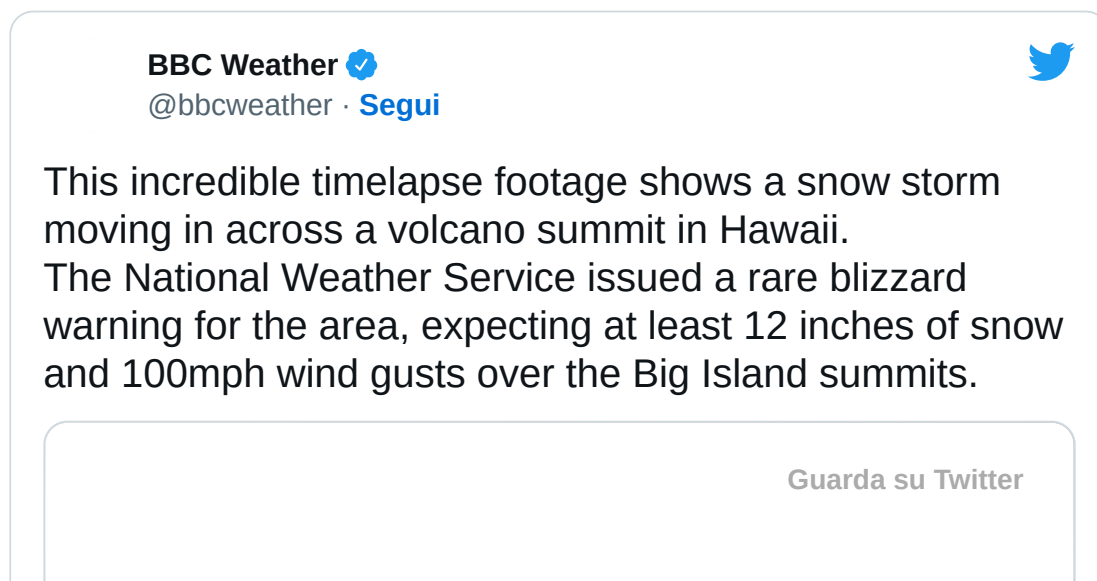 BBC Weather
@bbcweather · Segui
This incredible timelapse footage shows a snow storm
moving in across a volcano summit in Hawaii.
The National Weather Service issued a rare blizzard
warning for the area, expecting at least 12 inches of snow
and 100mph wind gusts over the Big Island summits.
Guarda su Twitter